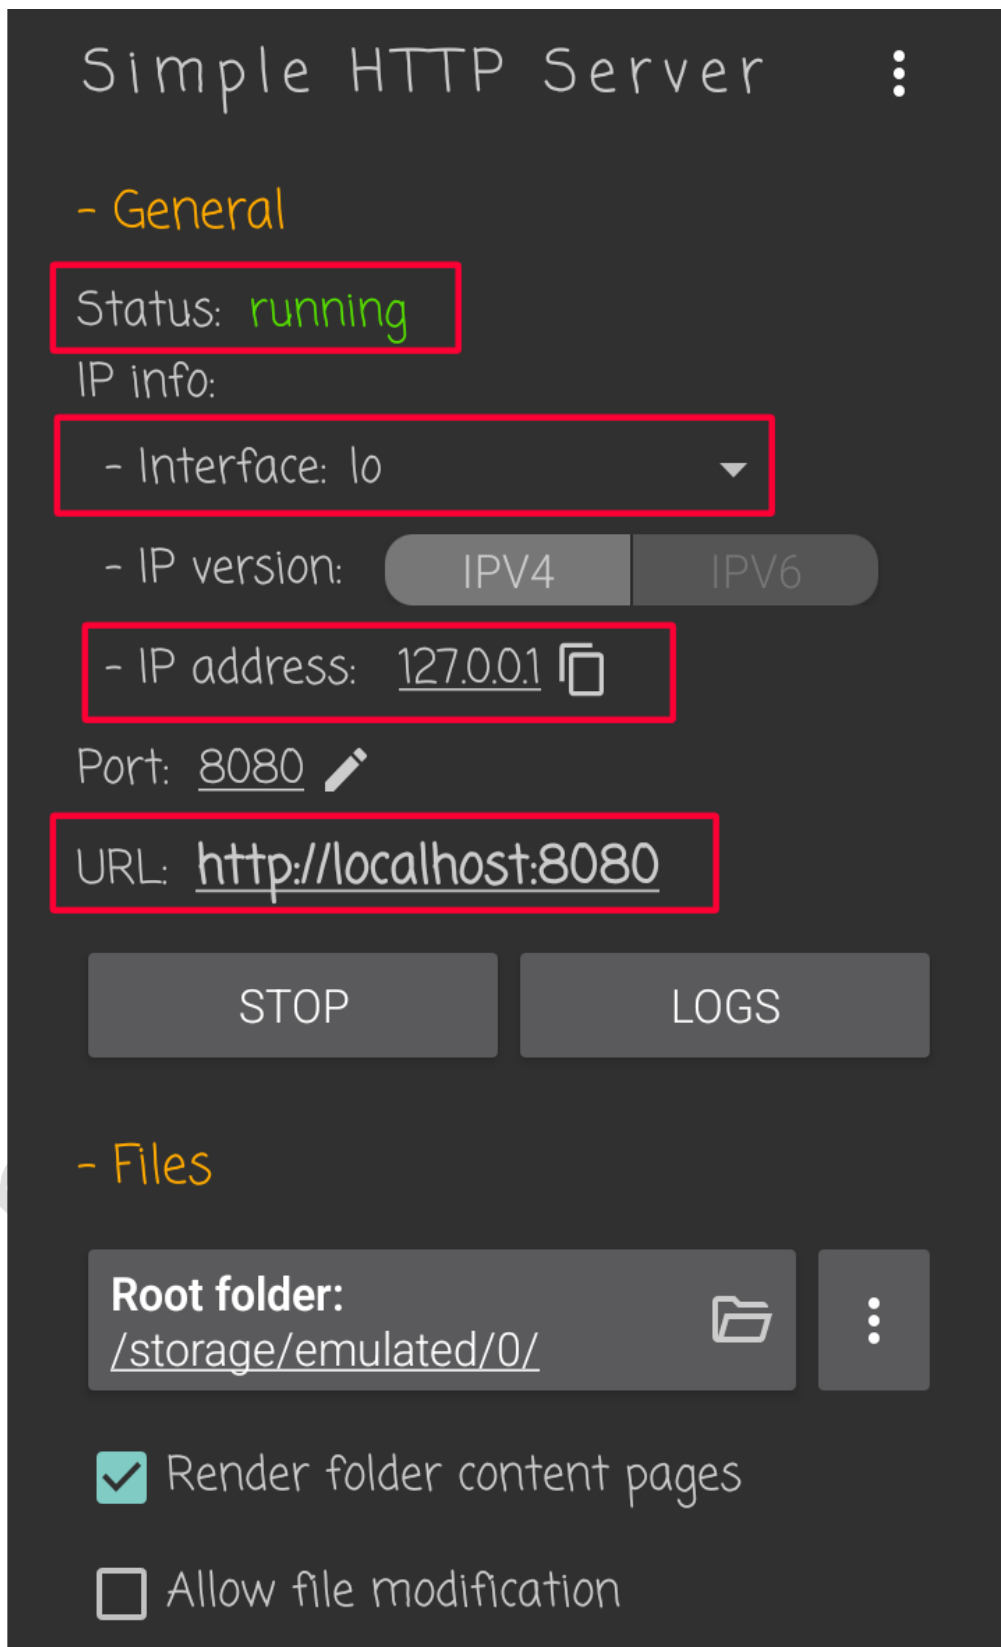 Simple HTTP Server
- General
Status: running
IP info:
- Interface: lo
- IP version: IPV4 IPV6
- IP address: 127.0.0.1
Port: 8080
URL: http://localhost:8080
STOP LOGS
- Files
Root folder:
/storage/emulated/0/
Render folder content pages
Allow file modification